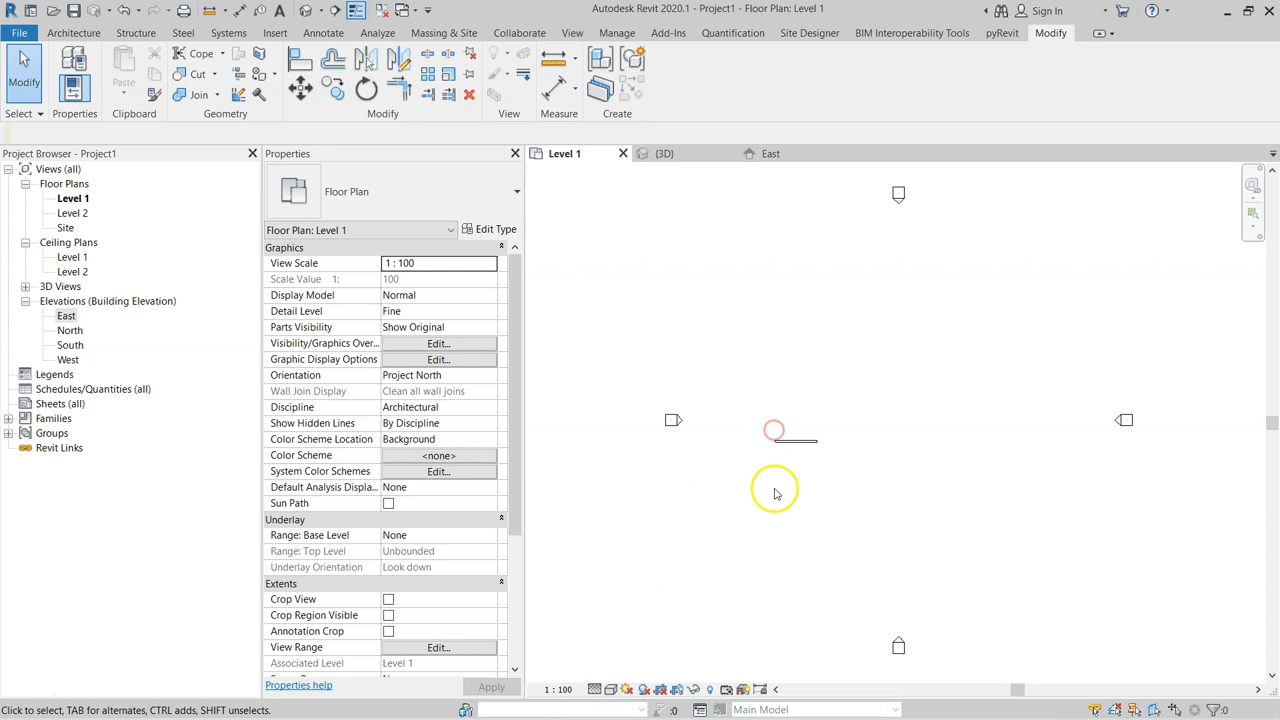 Autodesk Revit 2020.1 - Project1 - Floor Plan: Level 1
Sign In
File Architecture Structure Steel Systems Insert Annotate Analyze Massing & Site Collaborate View Manage Add-Ins Quantification Site Designer BIM Interoperability Tools pyRevit Modify
Modify Paste Cope Cut Join
Select Properties Clipboard Geometry Modify View Measure Create
Project Browser - Project1
Views (all)
Floor Plans
Level 1
Level 2
Site
Ceiling Plans
Level 1
Level 2
3D Views
Elevations (Building Elevation)
East
North
South
West
Legends
Schedules/Quantities (all)
Sheets (all)
Families
Groups
Revit Links
Properties
Floor Plan
Floor Plan: Level 1 Edit Type
Graphics
View Scale 1 : 100
Scale Value 1: 100
Display Model Normal
Detail Level Fine
Parts Visibility Show Original
Visibility/Graphics Over... Edit...
Graphic Display Options Edit...
Orientation Project North
Wall Join Display Clean all wall joins
Discipline Architectural
Show Hidden Lines By Discipline
Color Scheme Location Background
Color Scheme <none>
System Color Schemes Edit...
Default Analysis Displa... None
Sun Path
Underlay
Range: Base Level None
Range: Top Level Unbounded
Underlay Orientation Look down
Extents
Crop View
Crop Region Visible
Annotation Crop
View Range Edit...
Associated Level Level 1
Properties help Apply
Level 1 {3D} East
1 : 100
Click to select, TAB for alternates, CTRL adds, SHIFT unselects. :0 Main Model :0